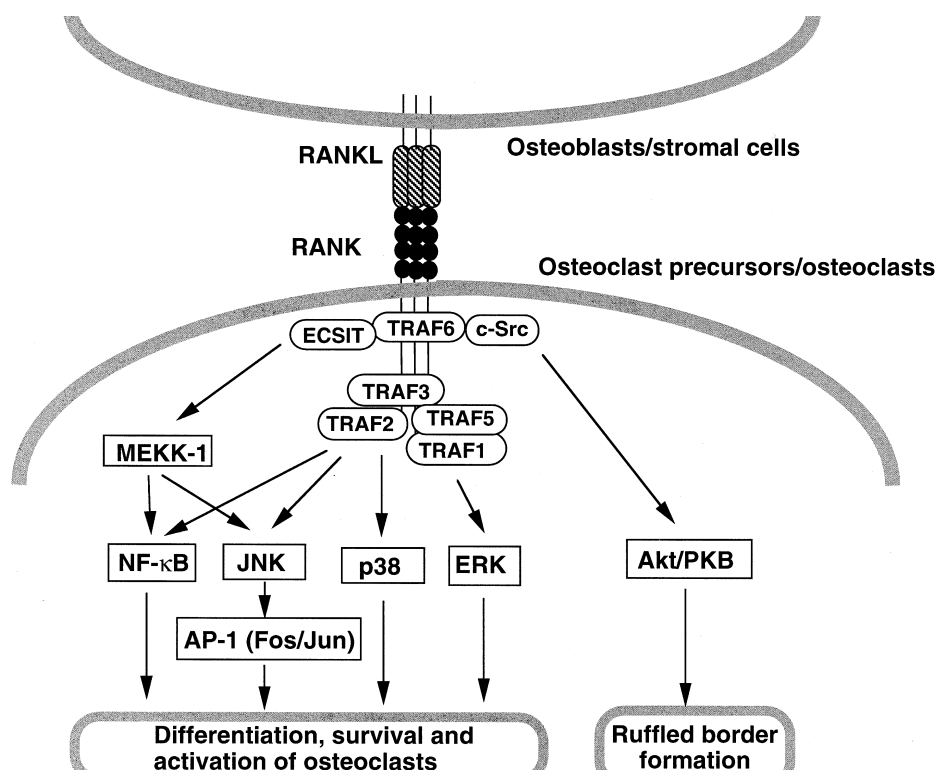 RANKL
Osteoblasts/stromal cells
RANK
Osteoclast precursors/osteoclasts
ECSIT
TRAF6
c-Src
TRAF3
TRAF2
TRAF5
TRAF1
MEKK-1
NF-κB
JNK
p38
ERK
Akt/PKB
AP-1 (Fos/Jun)
Differentiation, survival and
activation of osteoclasts
Ruffled border
formation